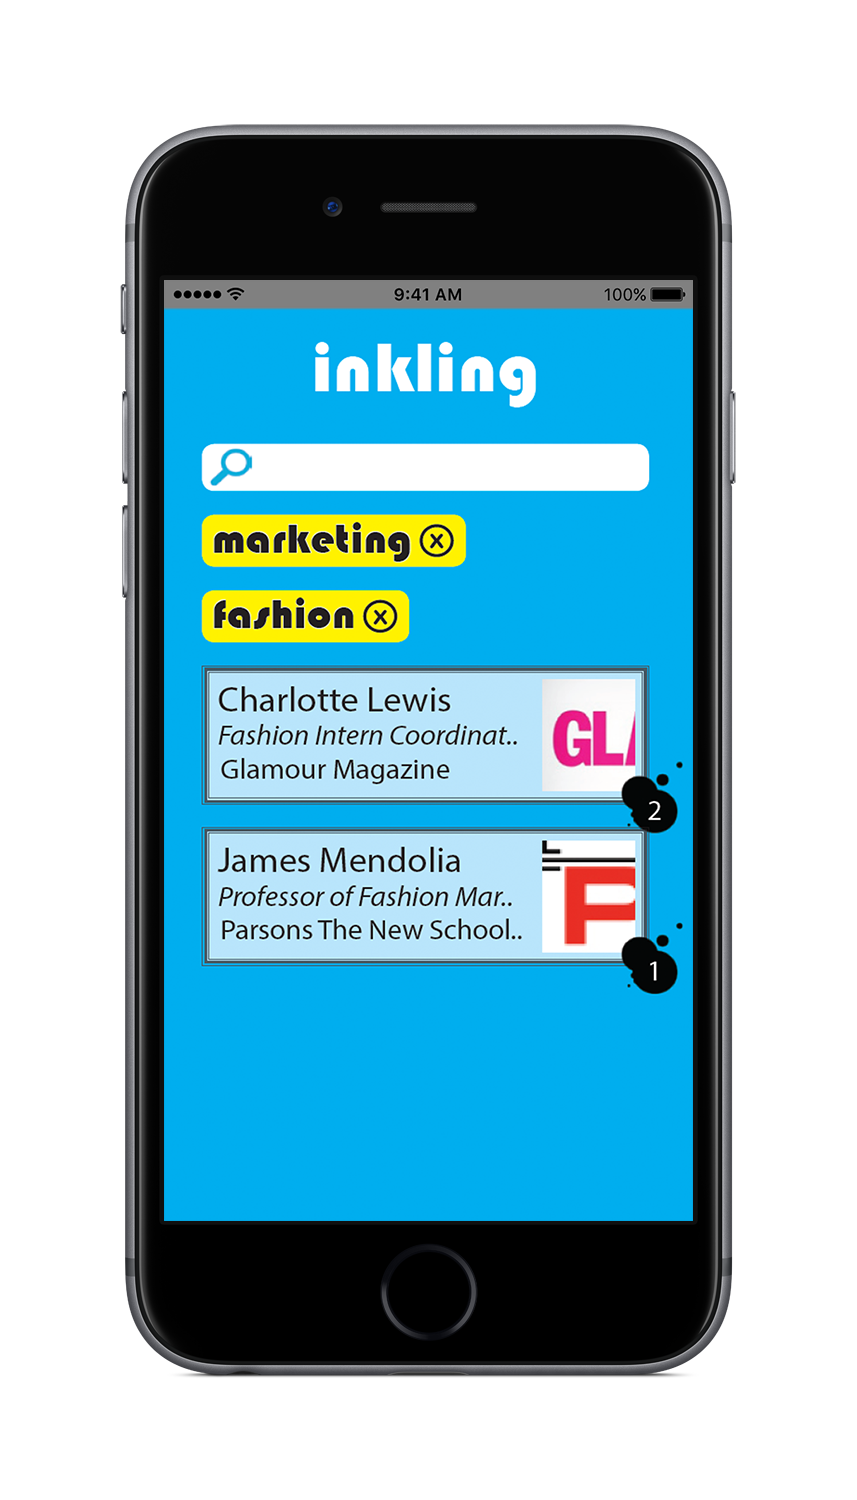 9:41 AM
100%
inkling
marketing x
fashion x
Charlotte Lewis
Fashion Intern Coordinat..
Glamour Magazine
GLA
2
James Mendolia
Professor of Fashion Mar..
Parsons The New School..
P
1